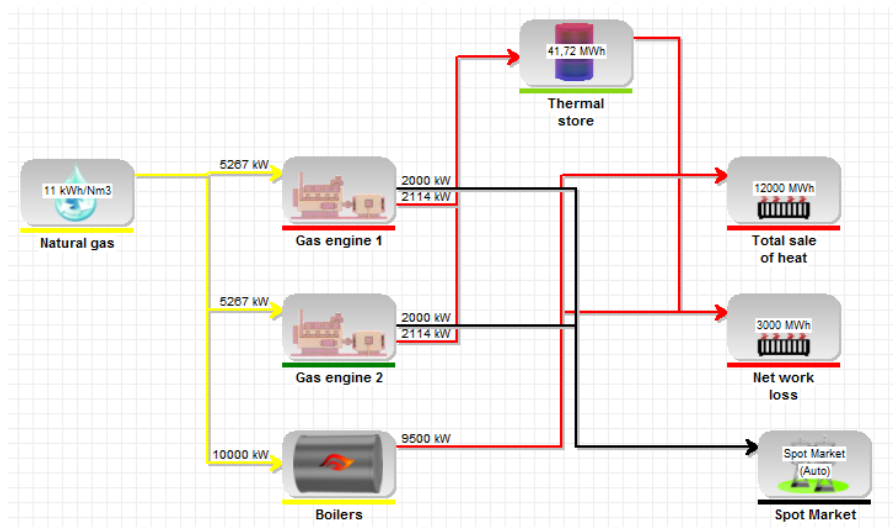 41,72 MWh
Thermal
store
5267 kW
11 kWh/Nm3
2000 kW
2114 kW
12000 MWh
Natural gas
Gas engine 1
Total sale
of heat
5267 kW
2000 kW
2114 kW
3000 MWh
Gas engine 2
Net work
loss
10000 kW
9500 kW
Spot Market
(Auto)
Boilers
Spot Market